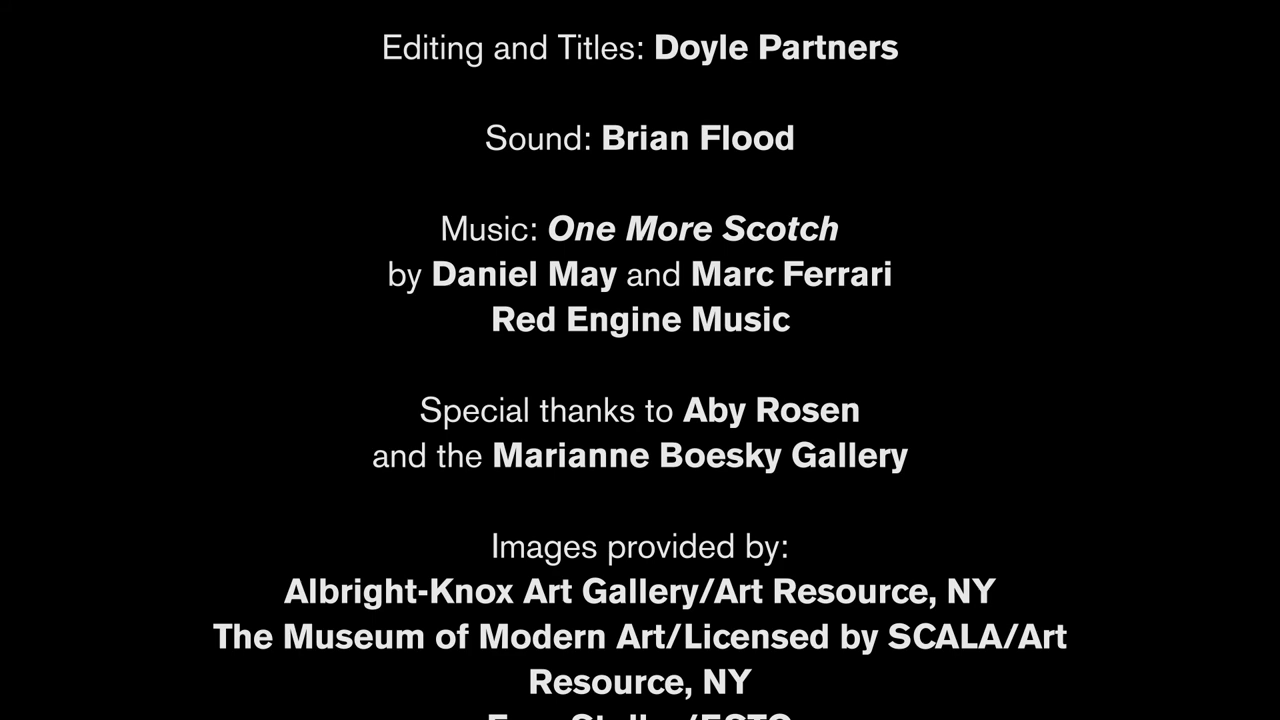 Editing and Titles: Doyle Partners
Sound: Brian Flood
Music: One More Scotch
by Daniel May and Marc Ferrari
Red Engine Music
Special thanks to Aby Rosen
and the Marianne Boesky Gallery
Images provided by:
Albright-Knox Art Gallery/Art Resource, NY
The Museum of Modern Art/Licensed by SCALA/Art
Resource, NY